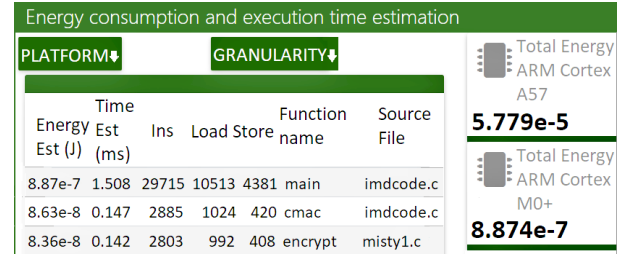 Energy consumption and execution time estimation
PLATFORM GRANULARITY
Energy Est (J) Time Est (ms) Ins Load Store Function name Source File
8.87e-7 1.508 29715 10513 4381 main imdcode.c
8.63e-8 0.147 2885 1024 420 cmac imdcode.c
8.36e-8 0.142 2803 992 408 encrypt misty1.c
Total Energy
ARM Cortex
A57
5.779e-5
Total Energy
ARM Cortex
M0+
8.874e-7